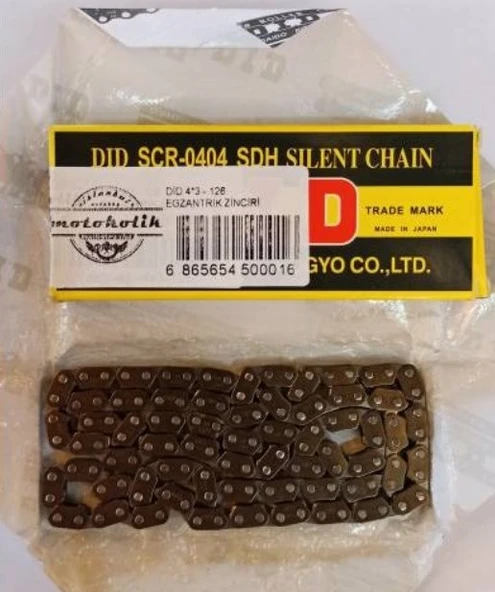 DID SCR-0404 SDH SILENT CHAIN
DID 4*3 - 126
EGZANTRIK ZİNCİRİ
motoholik
6 865654 500016
D
TRADE MARK
MADE IN JAPAN
GYO CO.,LTD.